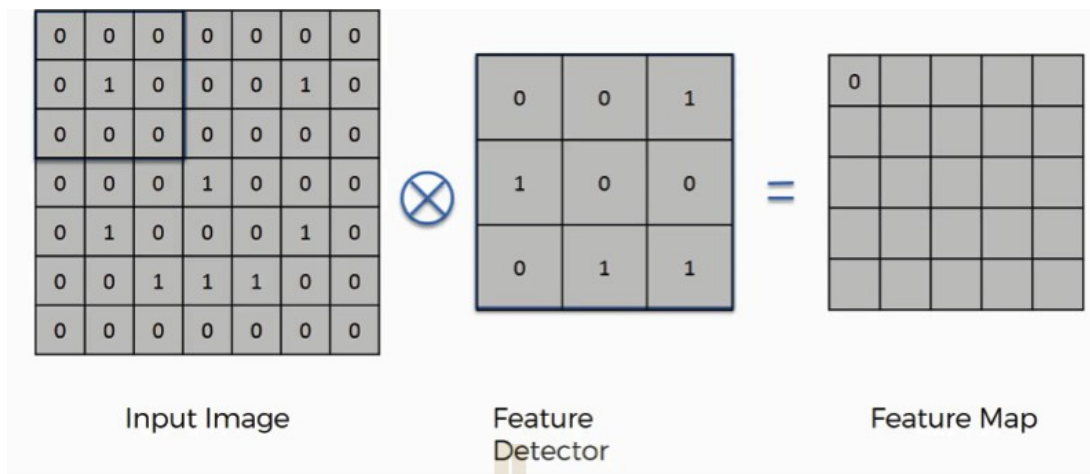 0 0 0 0 0 0 0
0 1 0 0 0 1 0
0 0 0 0 0 0 0
0 0 0 1 0 0 0
0 1 0 0 0 1 0
0 0 1 1 1 0 0
0 0 0 0 0 0 0
Input Image
0 0 1
1 0 0
0 1 1
Feature
Detector
=
0
Feature Map